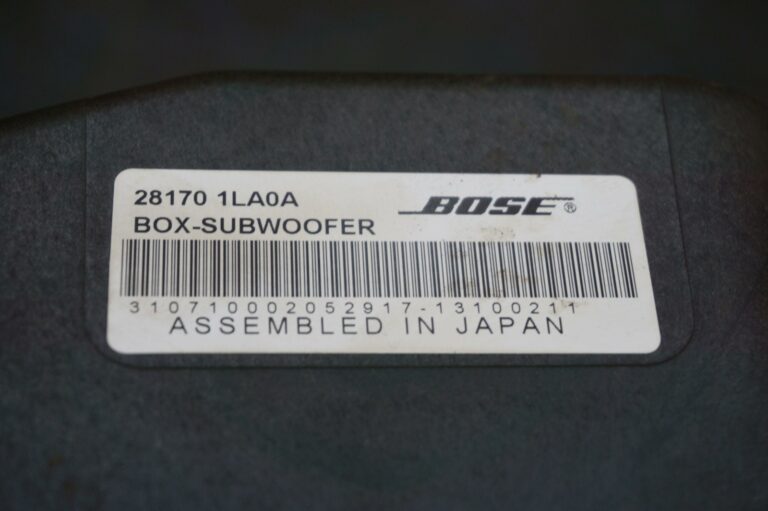 28170 1LA0A
BOSE®
BOX-SUBWOOFER
310710002052917-13100211
ASSEMBLED IN JAPAN